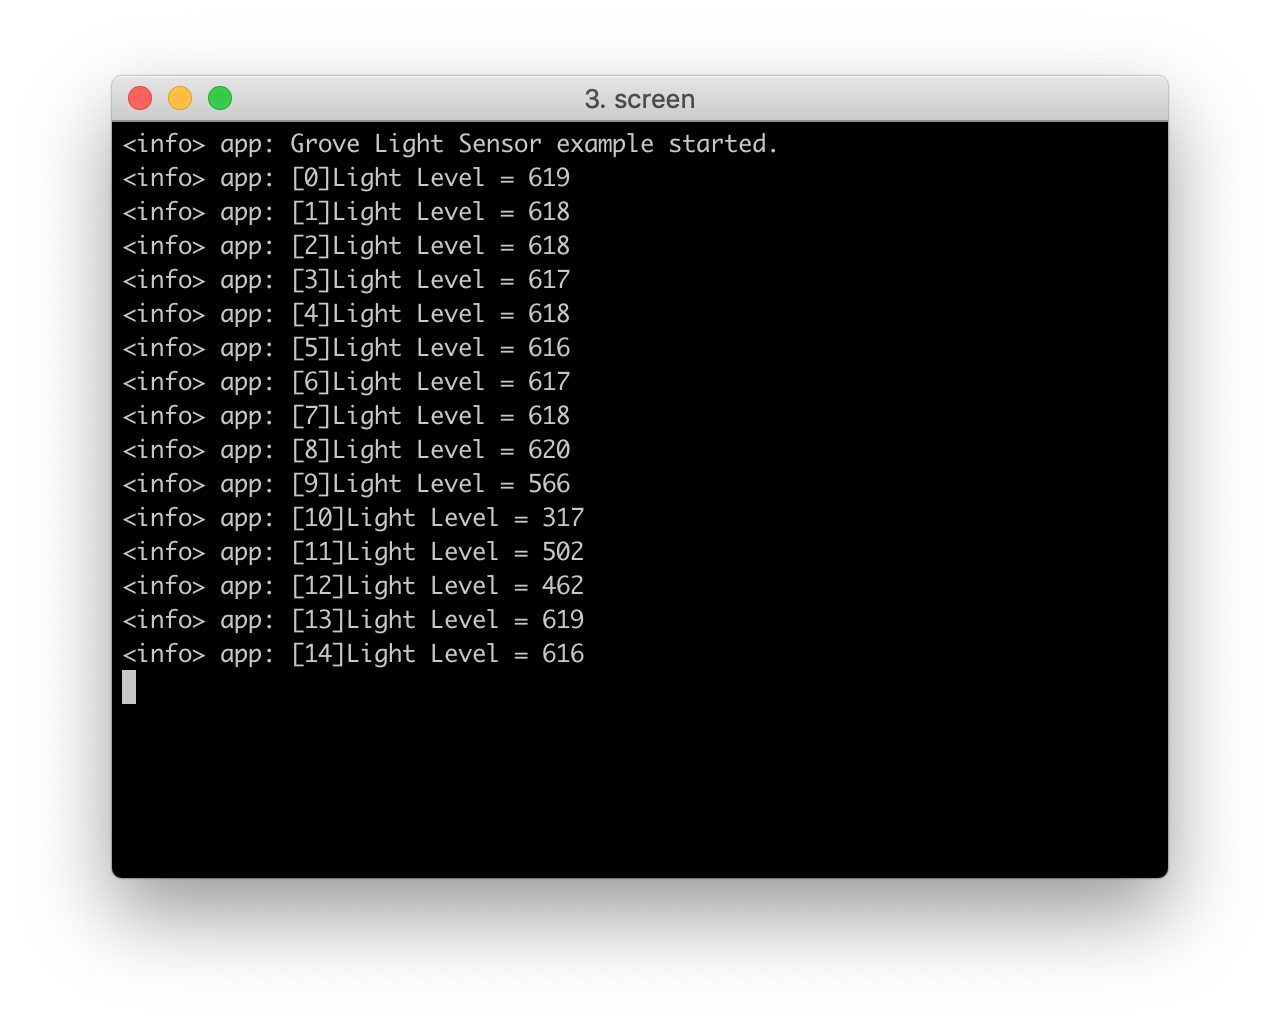 3. screen
<info> app: Grove Light Sensor example started.
<info> app: [0]Light Level = 619
<info> app: [1]Light Level = 618
<info> app: [2]Light Level = 618
<info> app: [3]Light Level = 617
<info> app: [4]Light Level = 618
<info> app: [5]Light Level = 616
<info> app: [6]Light Level = 617
<info> app: [7]Light Level = 618
<info> app: [8]Light Level = 620
<info> app: [9]Light Level = 566
<info> app: [10]Light Level = 317
<info> app: [11]Light Level = 502
<info> app: [12]Light Level = 462
<info> app: [13]Light Level = 619
<info> app: [14]Light Level = 616